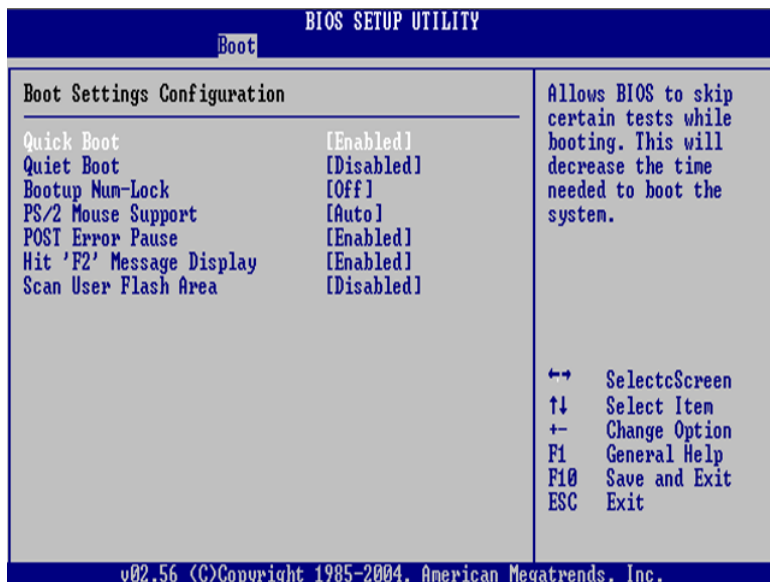 BIOS SETUP UTILITY
Boot
Boot Settings Configuration
Quick Boot [Enabled]
Quiet Boot [Disabled]
Bootup Num-Lock [Off]
PS/2 Mouse Support [Auto]
POST Error Pause [Enabled]
Hit 'F2' Message Display [Enabled]
Scan User Flash Area [Disabled]
Allows BIOS to skip
certain tests while
booting. This will
decrease the time
needed to boot the
system.
←→ SelectcScreen
↑↓ Select Item
+- Change Option
F1 General Help
F10 Save and Exit
ESC Exit
v02.56 (C)Copyright 1985-2004, American Megatrends, Inc.